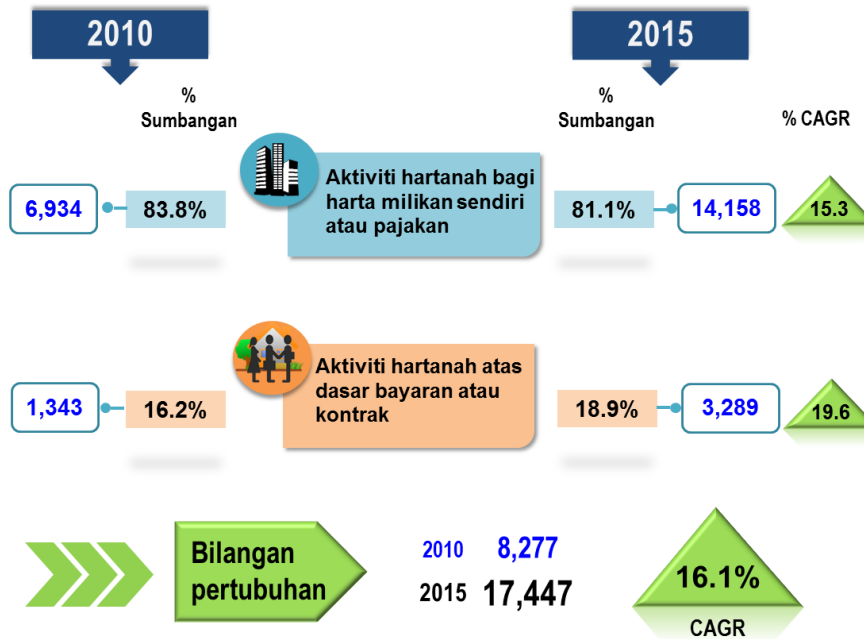 2010
2015
%
Sumbangan
%
Sumbangan
% CAGR
6,934
83.8%
Aktiviti hartanah bagi
harta milikan sendiri
atau pajakan
81.1%
14,158
15.3
1,343
16.2%
Aktiviti hartanah atas
dasar bayaran atau
kontrak
18.9%
3,289
19.6
Bilangan
pertubuhan
2010 8,277
2015 17,447
16.1%
CAGR